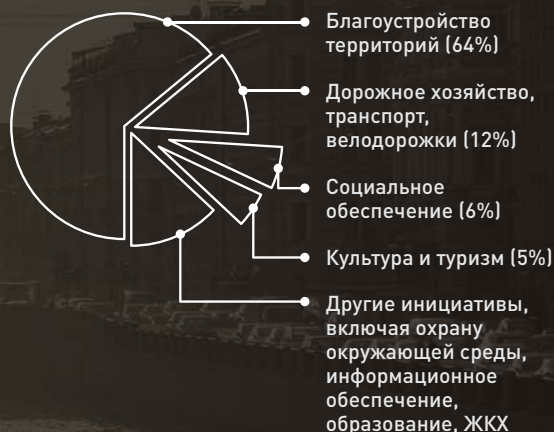 Благоустройство
территорий (64%)
Дорожное хозяйство,
транспорт,
велодорожки (12%)
Социальное
обеспечение (6%)
Культура и туризм (5%)
Другие инициативы,
включая охрану
окружающей среды,
информационное
обеспечение,
образование, ЖКХ